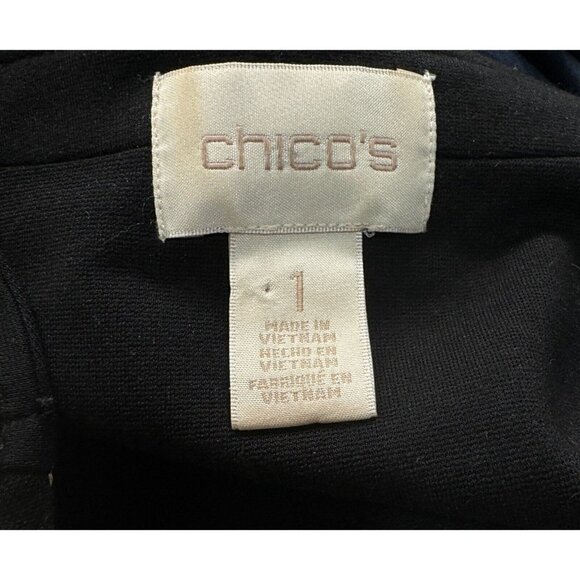 chico's
1
MADE IN
VIETNAM
HECHO EN
VIETNAM
FABRIQUÉ EN
VIETNAM